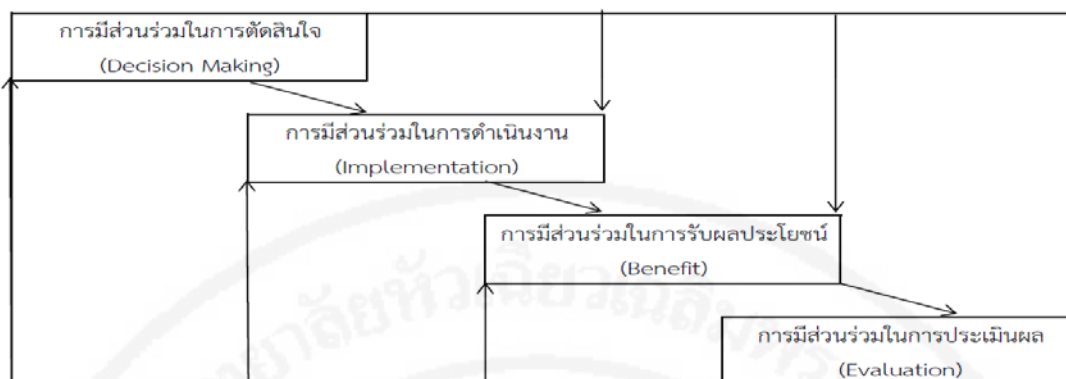 การมีส่วนร่วมในการตัดสินใจ
(Decision Making)
การมีส่วนร่วมในการดำเนินงาน
(Implementation)
การมีส่วนร่วมในการรับผลประโยชน์
(Benefit)
การมีส่วนร่วมในการประเมินผล
(Evaluation)